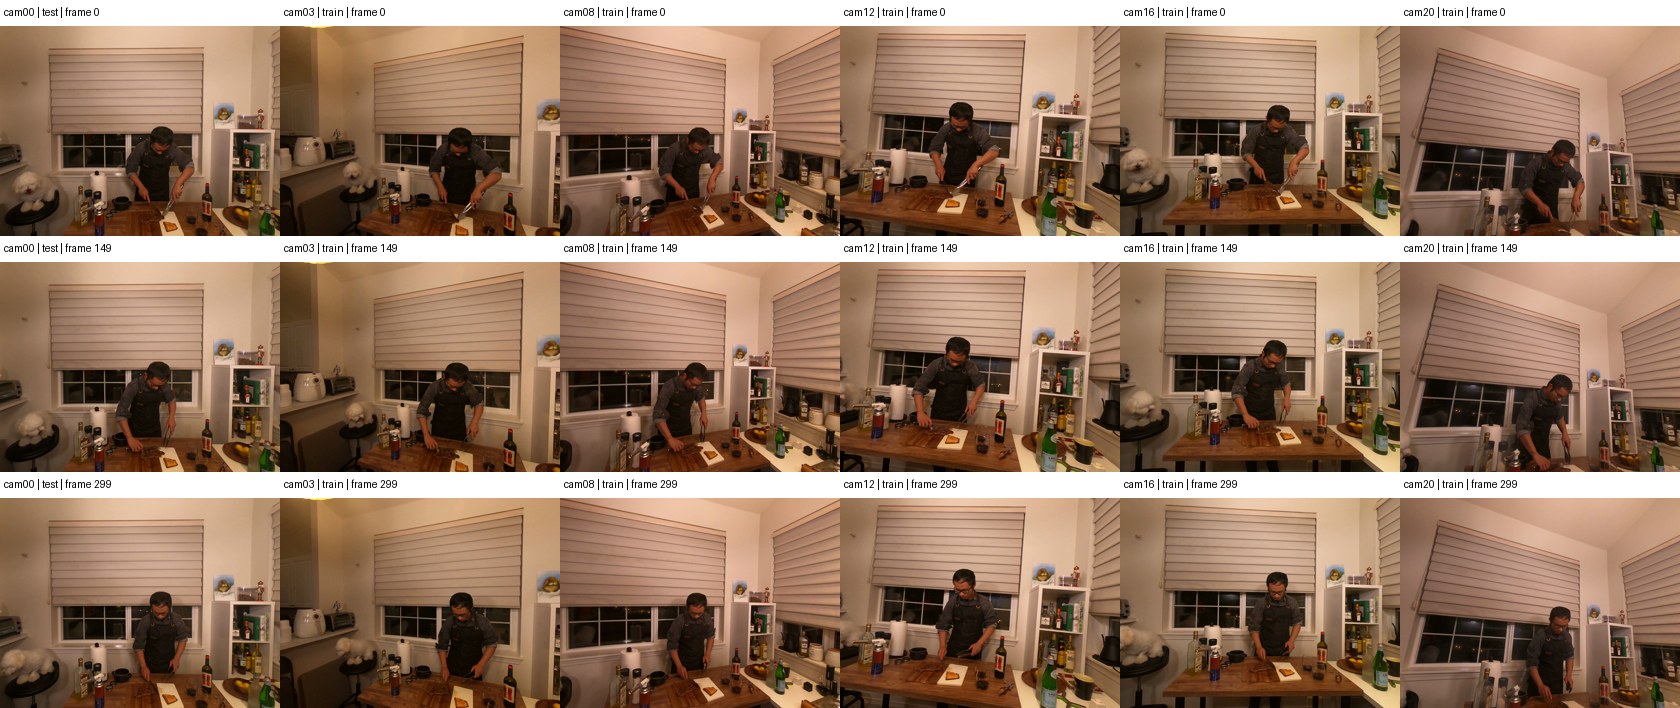 cam00 | test | frame 0
cam03 | train | frame 0
cam08 | train | frame 0
cam12 | train | frame 0
cam16 | train | frame 0
cam20 | train | frame 0
cam00 | test | frame 149
cam03 | train | frame 149
cam08 | train | frame 149
cam12 | train | frame 149
cam16 | train | frame 149
cam20 | train | frame 149
cam00 | test | frame 299
cam03 | train | frame 299
cam08 | train | frame 299
cam12 | train | frame 299
cam16 | train | frame 299
cam20 | train | frame 299